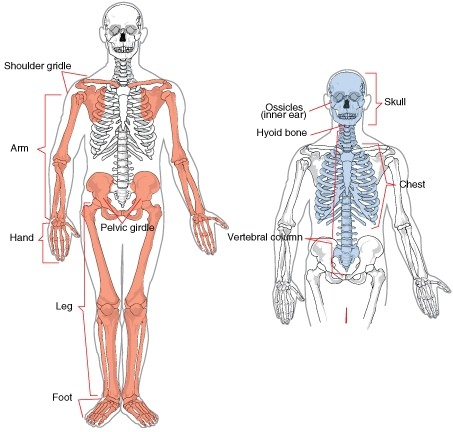 Shoulder gridle
Arm
Hand
Pelvic girdle
Leg
Foot
Ossicles
(inner ear)
Hyoid bone
Skull
Chest
Vertebral column